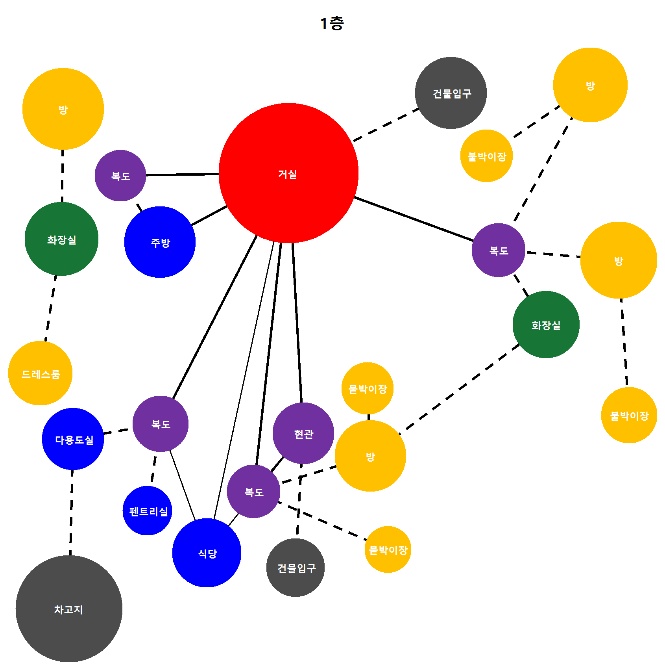 1층
방
건물입구
방
붙박이장
거실
복도
주방
화장실
복도
방
화장실
드레스룸
붙박이장
붙박이장
복도
다용도실
현관
방
복도
펜트리실
식당
붙박이장
건물입구
차고지